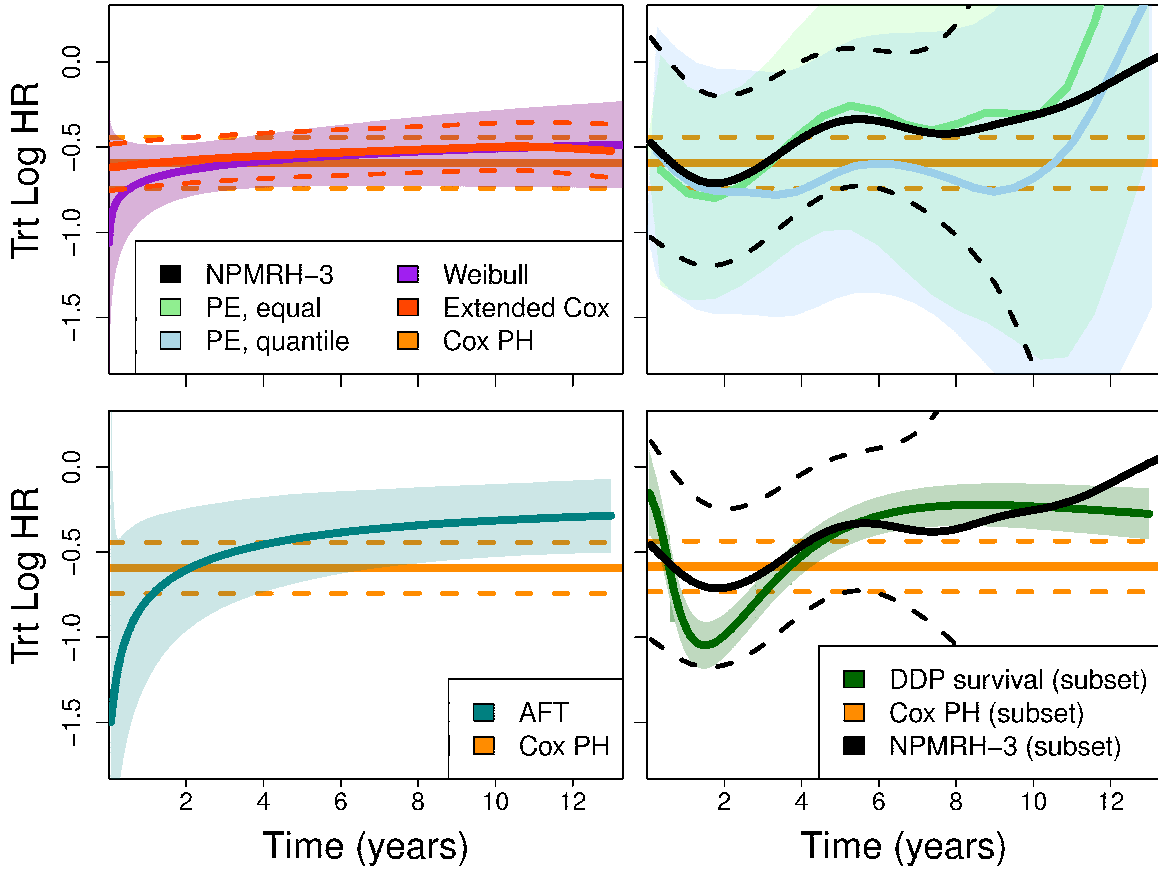 Trt Log HR
0.0
−0.5
−1.0
−1.5
NPMRH−3
PE, equal
PE, quantile
Weibull
Extended Cox
Cox PH
Trt Log HR
0.0
−0.5
−1.0
−1.5
AFT
Cox PH
2 4 6 8 10 12
Time (years)
DDP survival (subset)
Cox PH (subset)
NPMRH−3 (subset)
2 4 6 8 10 12
Time (years)